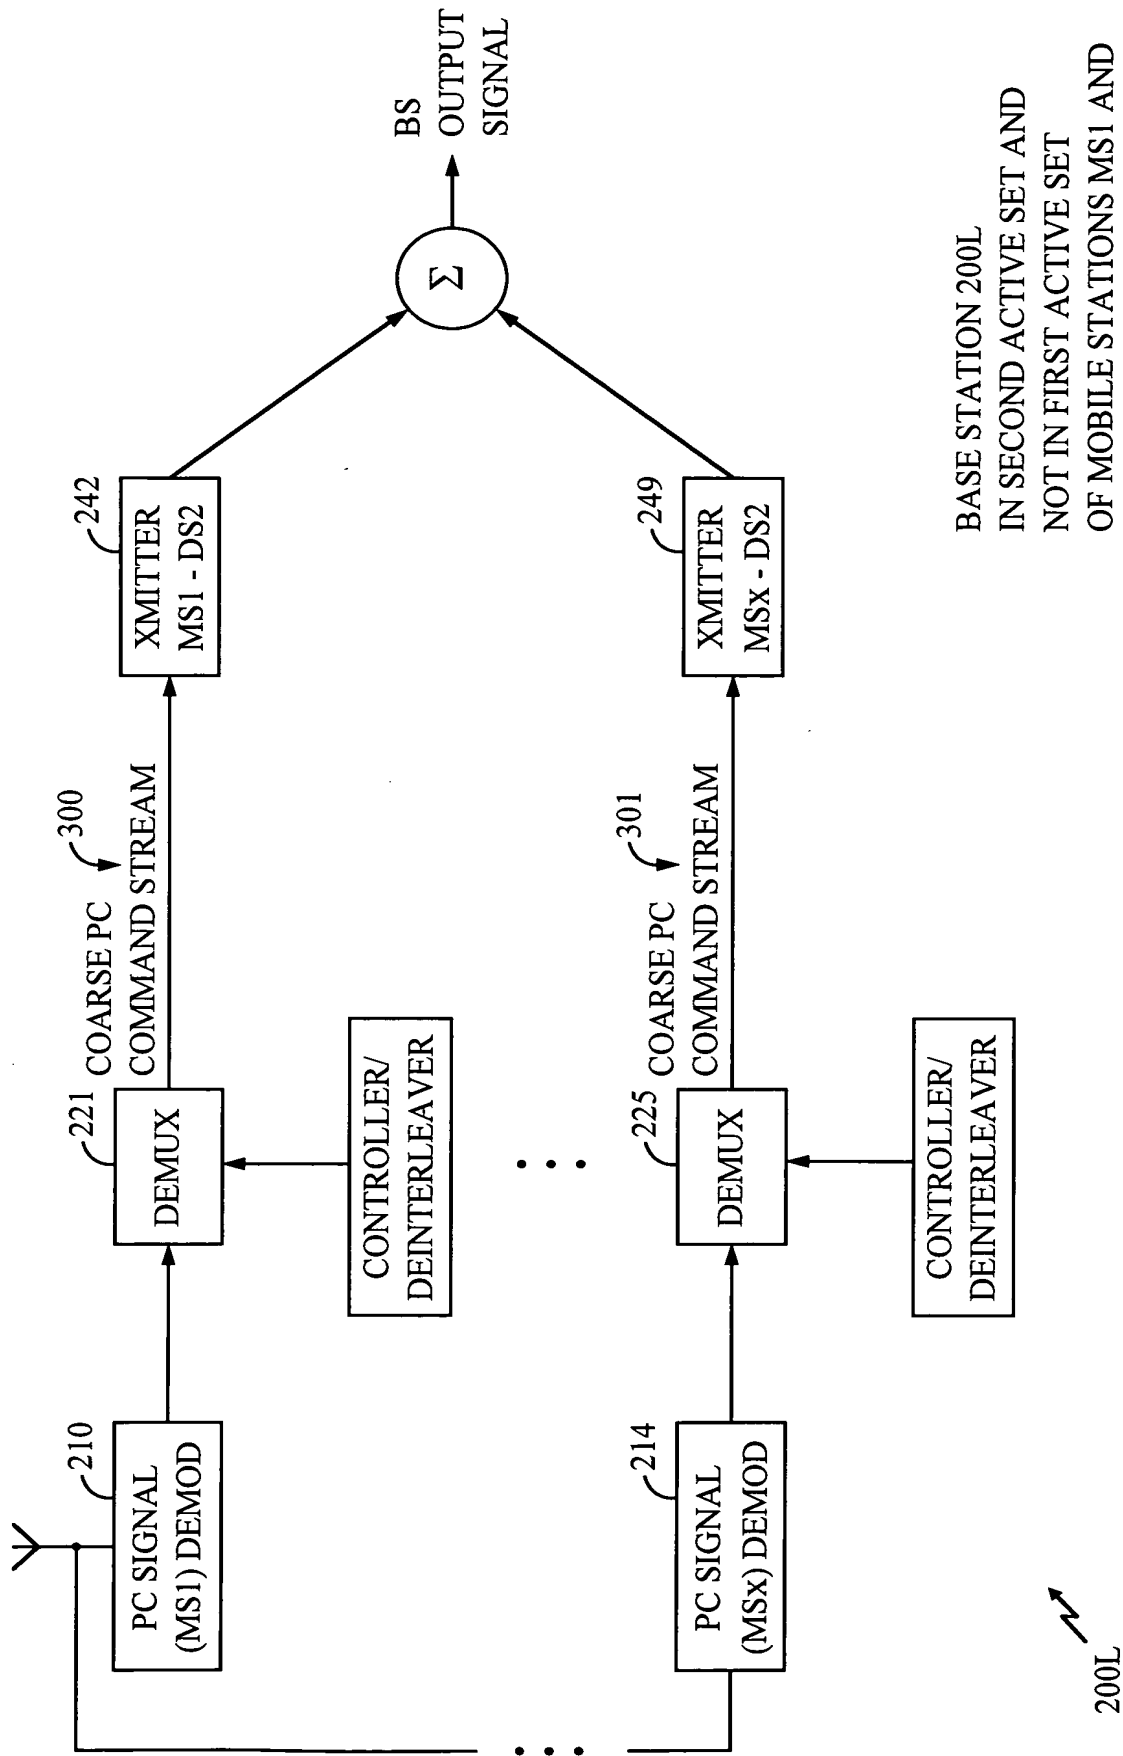 210
PC SIGNAL
(MS1) DEMOD
221
DEMUX
CONTROLLER/
DEINTERLEAVER
COARSE PC
COMMAND STREAM
300
242
XMITTER
MS1 - DS2
Σ
BS
OUTPUT
SIGNAL
214
PC SIGNAL
(MSx) DEMOD
225
DEMUX
CONTROLLER/
DEINTERLEAVER
COARSE PC
COMMAND STREAM
301
249
XMITTER
MSx - DS2
200L
BASE STATION 200L
IN SECOND ACTIVE SET AND
NOT IN FIRST ACTIVE SET
OF MOBILE STATIONS MS1 AND